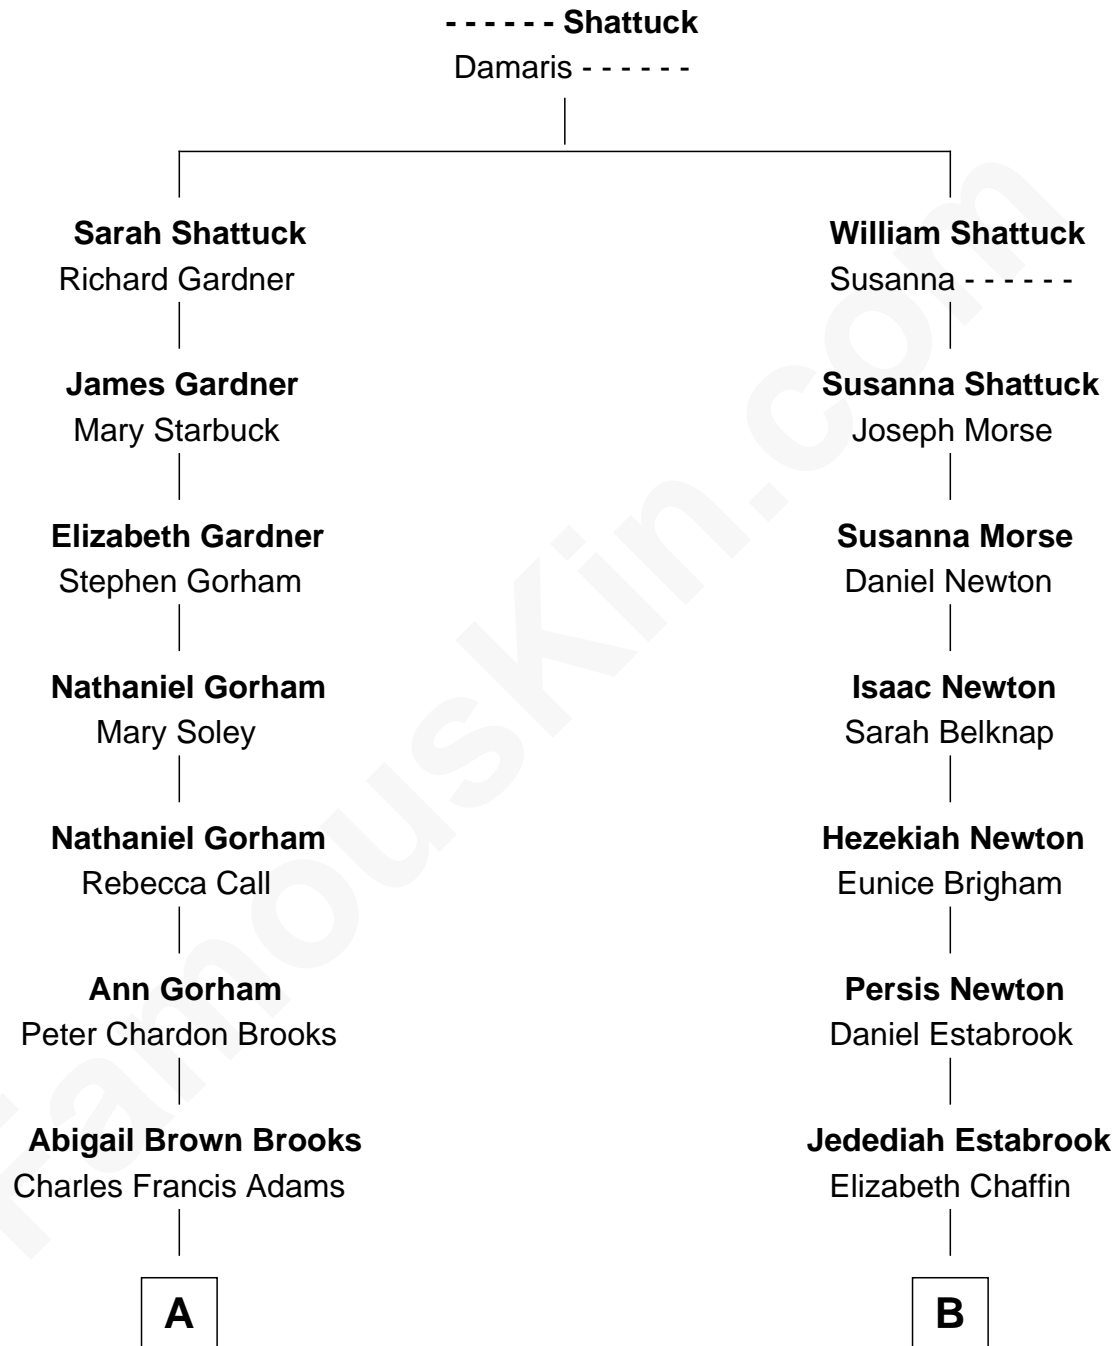 - - - - - - Shattuck
Damaris - - - - - -
Sarah Shattuck
Richard Gardner
William Shattuck
Susanna - - - - - -
James Gardner
Mary Starbuck
Susanna Shattuck
Joseph Morse
Elizabeth Gardner
Stephen Gorham
Susanna Morse
Daniel Newton
Nathaniel Gorham
Mary Soley
Isaac Newton
Sarah Belknap
Nathaniel Gorham
Rebecca Call
Hezekiah Newton
Eunice Brigham
Ann Gorham
Peter Chardon Brooks
Persis Newton
Daniel Estabrook
Abigail Brown Brooks
Charles Francis Adams
Jedediah Estabrook
Elizabeth Chaffin
A
B
FamousKin.com